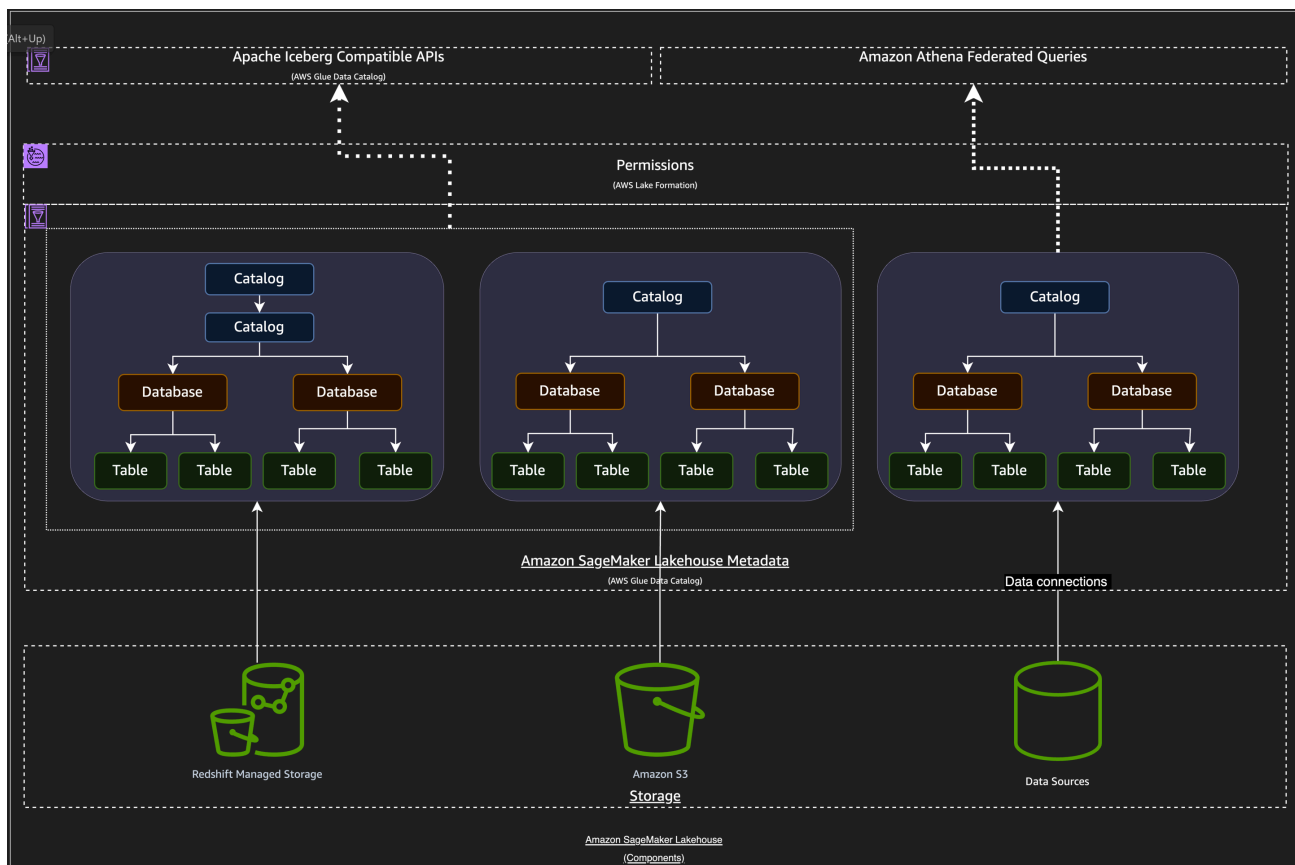 Alt+Up)
Apache Iceberg Compatible APIs
(AWS Glue Data Catalog)
Amazon Athena Federated Queries
Permissions
(AWS Lake Formation)
Catalog
Catalog
Database
Database
Table
Table
Table
Table
Catalog
Database
Database
Table
Table
Table
Table
Catalog
Database
Database
Table
Table
Table
Table
Amazon SageMaker Lakehouse Metadata
(AWS Glue Data Catalog)
Data connections
Redshift Managed Storage
Amazon S3
Data Sources
Storage
Amazon SageMaker Lakehouse
(Components)